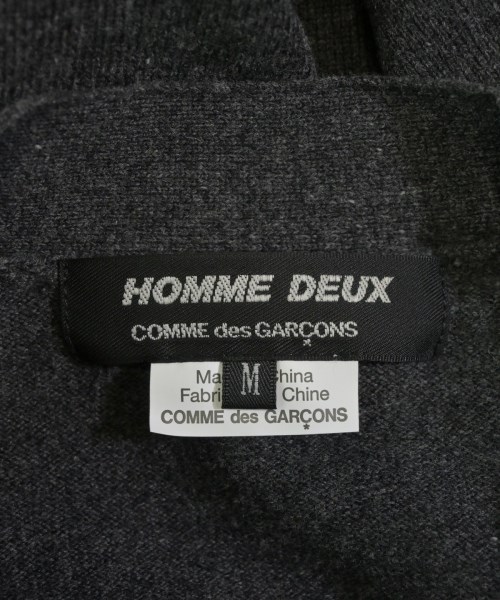 HOMME DEUX
COMME des GARÇONS
M
Ma China
Fabri Chine
COMME des GARÇONS
*